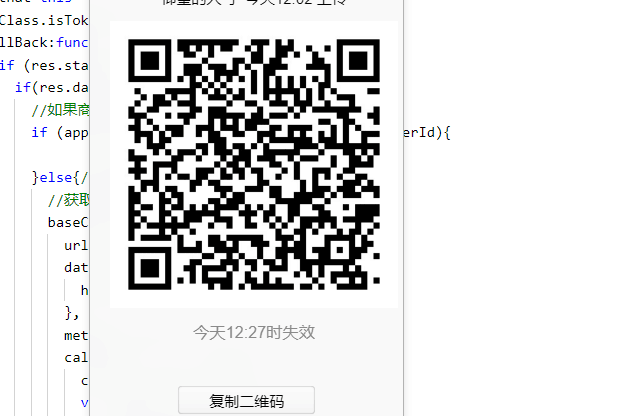 Class.isTok
llBack:func
if (res.sta
if(res.da
//如果商
if (app
erId){
}else{/
//获取
baseC
url
dat
h
},
met
cal
c
v
今天12:27时失效
复制二维码